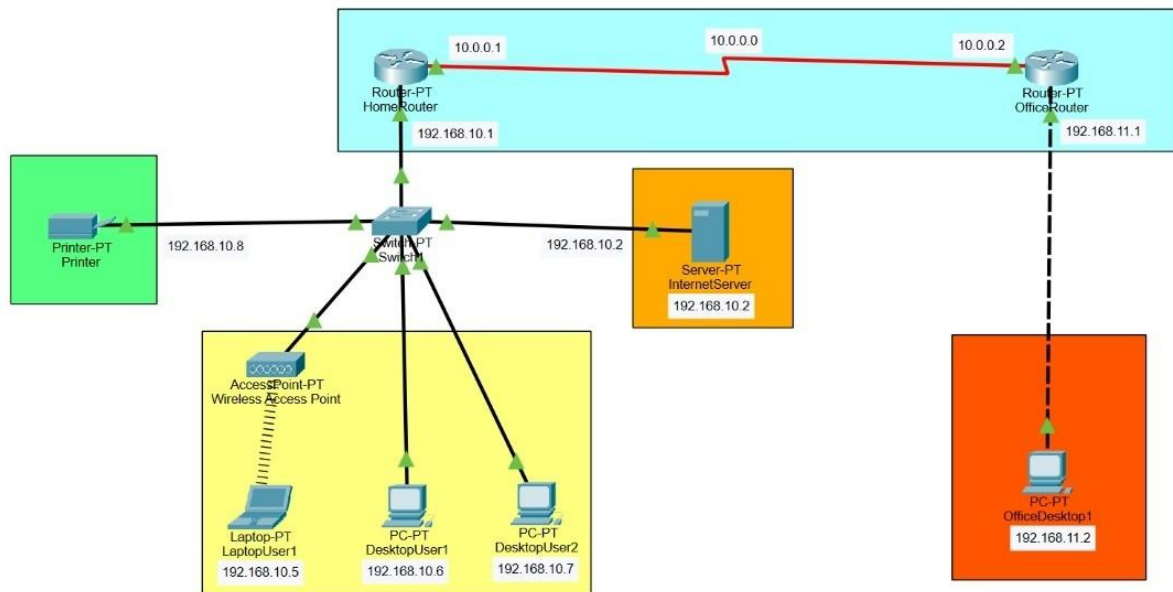 10.0.0.1
10.0.0.0
10.0.0.2
Router-PT
HomeRouter
Router-PT
OfficeRouter
192.168.10.1
192.168.11.1
Printer-PT
Printer
192.168.10.8
Switch-PT
Switch1
192.168.10.2
Server-PT
InternetServer
192.168.10.2
AccessPoint-PT
Wireless Access Point
Laptop-PT
LaptopUser1
192.168.10.5
PC-PT
DesktopUser1
192.168.10.6
PC-PT
DesktopUser2
192.168.10.7
PC-PT
OfficeDesktop1
192.168.11.2